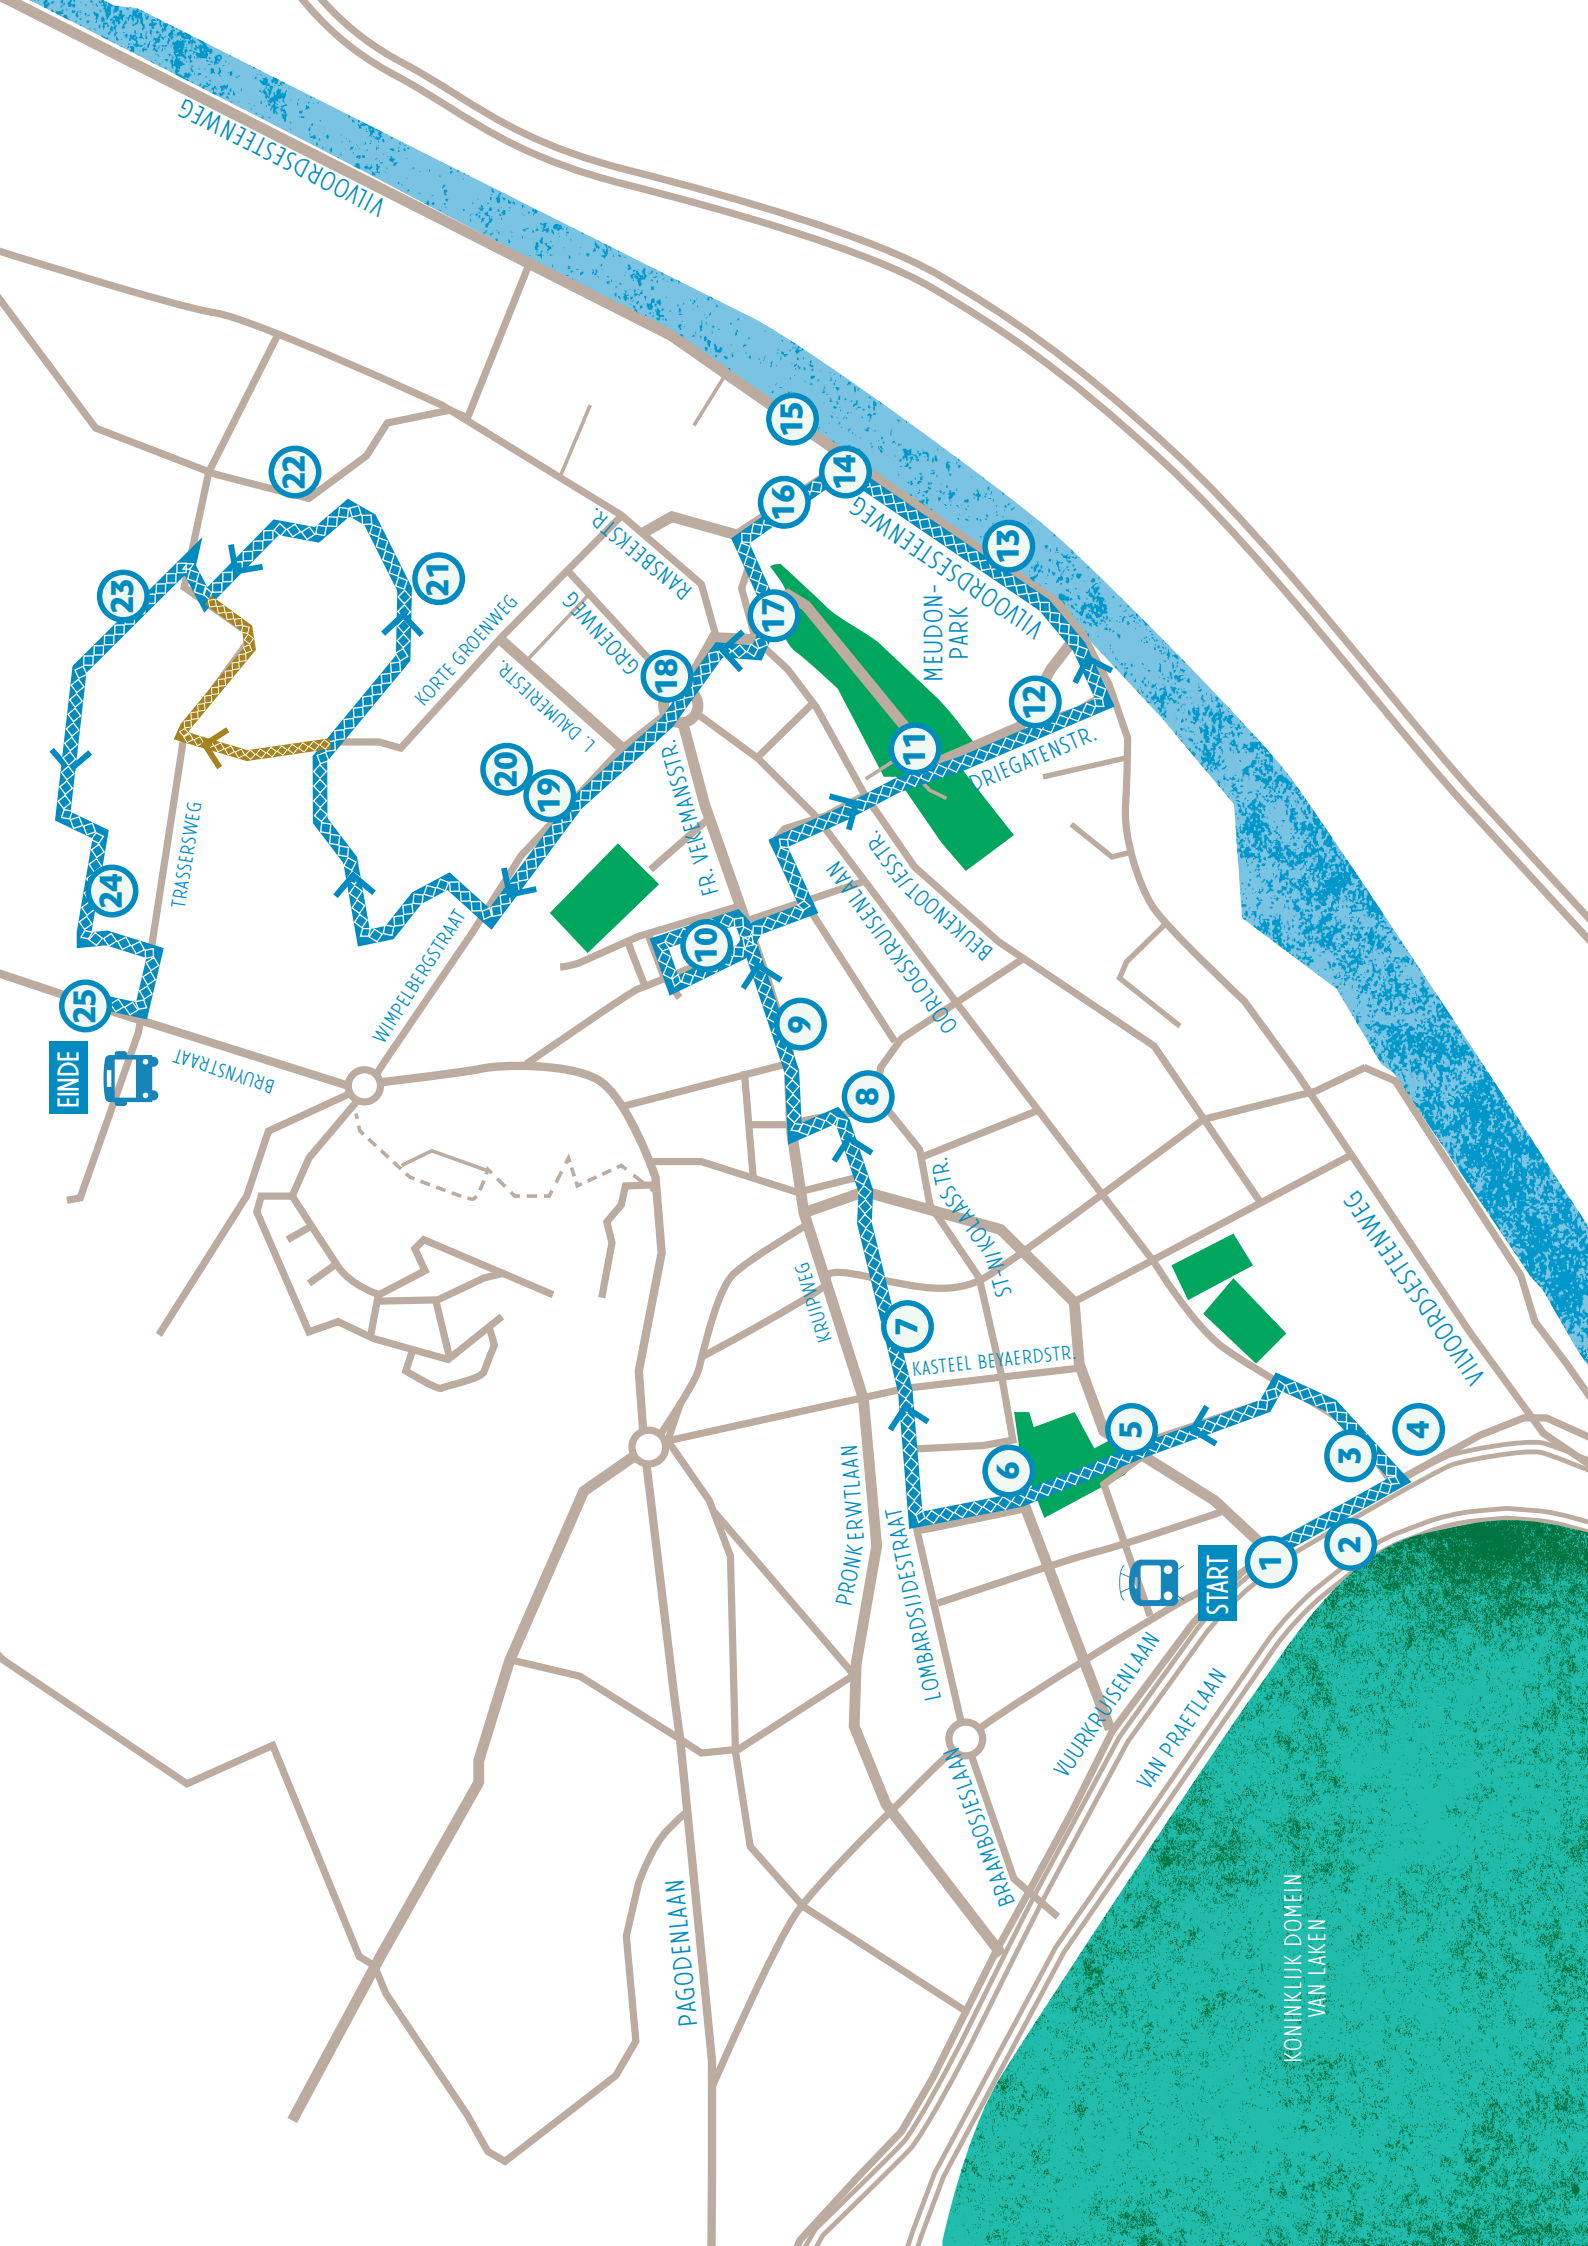 VILVOORDSESTEENWEG
22
15
23
21
16
14
RANSBEEKSTR.
VILVOORDSESTEENWEG
13
KORTE GROENWEG
GROENWEG
17
MEUDON-
PARK
18
L. DAUMERIESTR.
12
20
19
11
DRIEGATENSTR.
TRASSERSWEG
FR. VEKEMANSSTR.
24
WIMPELBERGSTRAAT
10
OORLOGSKRUISENLAAN
BEUKENOOTJESSTR.
25
9
EINDE
BRUYNSTRAAT
8
ST-NIKOLAASSTR.
KRUIPWEG
7
KASTEEL BEYAERDSTR.
VILVOORDSESTEENWEG
5
4
3
6
PRONKERWTLAAN
LOMBARDSIJDESTRAAT
2
1
START
VUURKRUISENLAAN
VAN PRAETLAAN
BRAAMBOSJESLAAN
PAGODENLAAN
KONINKLIJK DOMEIN
VAN LAKEN